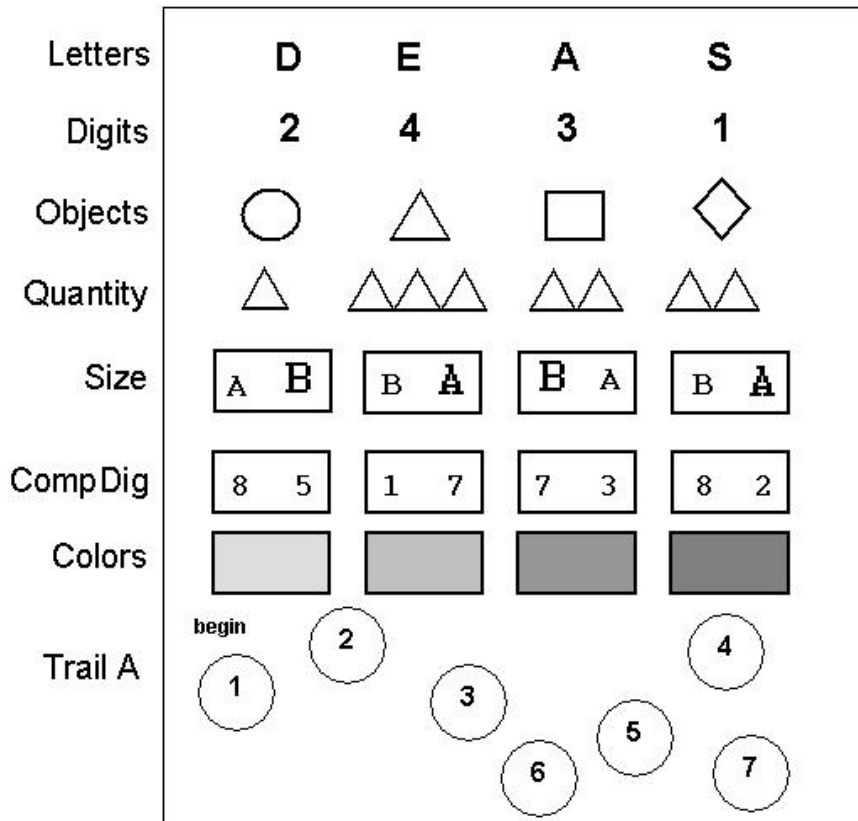 Letters D E A S
Digits 2 4 3 1
Objects
Quantity
Size A B B A B A B A
CompDig 8 5 1 7 7 3 8 2
Colors
begin
Trail A 1 2 3 4 5 6 7